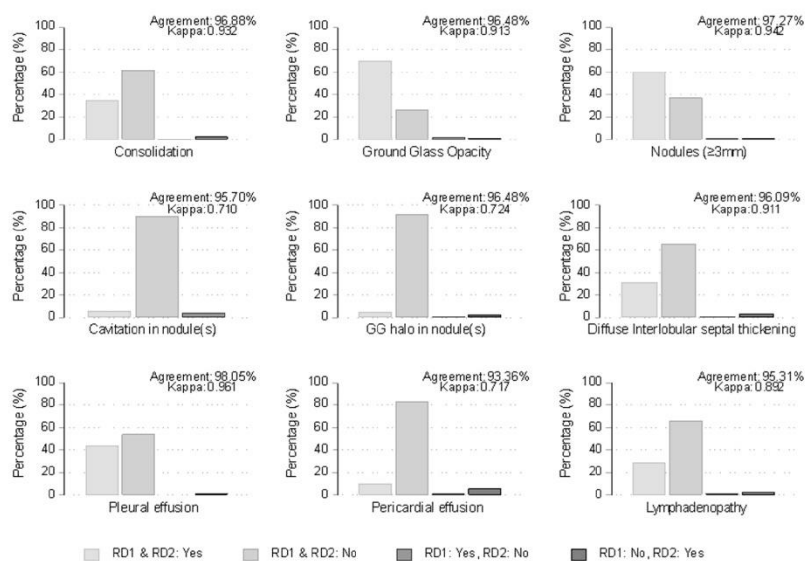 Agreement: 96.88%
Kappa: 0.932
Percentage (%)
100
80
60
40
20
0
Consolidation
Agreement: 96.48%
Kappa: 0.913
Percentage (%)
100
80
60
40
20
0
Ground Glass Opacity
Agreement: 97.27%
Kappa: 0.942
Percentage (%)
100
80
60
40
20
0
Nodules (≥3mm)
Agreement: 95.70%
Kappa: 0.710
Percentage (%)
100
80
60
40
20
0
Cavitation in nodule(s)
Agreement: 96.48%
Kappa: 0.724
Percentage (%)
100
80
60
40
20
0
GG halo in nodule(s)
Agreement: 96.09%
Kappa: 0.911
Percentage (%)
100
80
60
40
20
0
Diffuse Interlobular septal thickening
Agreement: 98.05%
Kappa: 0.961
Percentage (%)
100
80
60
40
20
0
Pleural effusion
Agreement: 93.36%
Kappa: 0.717
Percentage (%)
100
80
60
40
20
0
Pericardial effusion
Agreement: 95.31%
Kappa: 0.892
Percentage (%)
100
80
60
40
20
0
Lymphadenopathy
RD1 & RD2: Yes
RD1 & RD2: No
RD1: Yes, RD2: No
RD1: No, RD2: Yes